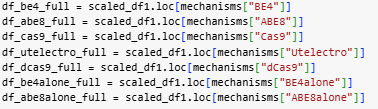 df_be4_full = scaled_df1.loc[mechanisms["BE4"]]
df_abe8_full = scaled_df1.loc[mechanisms["ABE8"]]
df_cas9_full = scaled_df1.loc[mechanisms["Cas9"]]
df_utelectro_full = scaled_df1.loc[mechanisms["Utelectro"]]
df_dcas9_full = scaled_df1.loc[mechanisms["dCas9"]]
df_be4alone_full = scaled_df1.loc[mechanisms["BE4alone"]]
df_abe8alone_full = scaled_df1.loc[mechanisms["ABE8alone"]]